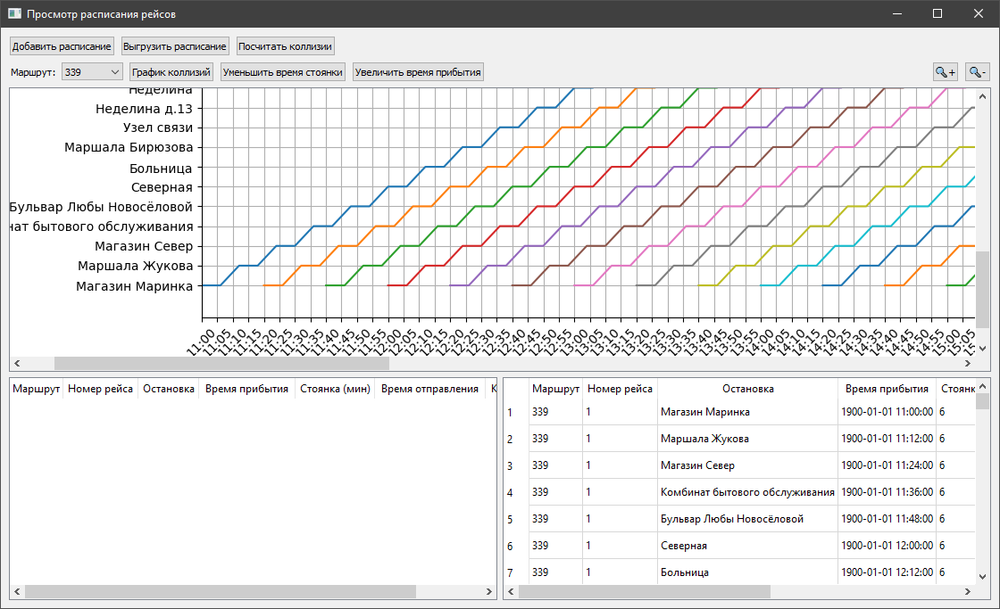 Просмотр расписания рейсов
Добавить расписание Выгрузить расписание Посчитать коллизии
Маршрут: 339 График коллизий Уменьшить время стоянки Увеличить время прибытия + -
Неделина
Неделина д.13
Узел связи
Маршала Бирюзова
Больница
Северная
Бульвар Любы Новосёловой
нат бытового обслуживания
Магазин Север
Маршала Жукова
Магазин Маринка
11:00 11:05 11:10 11:15 11:20 11:25 11:30 11:35 11:40 11:45 11:50 11:55 12:00 12:05 12:10 12:15 12:20 12:25 12:30 12:35 12:40 12:45 12:50 12:55 13:00 13:05 13:10 13:15 13:20 13:25 13:30 13:35 13:40 13:45 13:50 13:55 14:00 14:05 14:10 14:15 14:20 14:25 14:30 14:35 14:40 14:45 14:50 14:55 15:00 15:05
Маршрут Номер рейса Остановка Время прибытия Стоянка (мин) Время отправления К
Маршрут Номер рейса Остановка Время прибытия Стоянк
1 339 1 Магазин Маринка 1900-01-01 11:00:00 6
2 339 1 Маршала Жукова 1900-01-01 11:12:00 6
3 339 1 Магазин Север 1900-01-01 11:24:00 6
4 339 1 Комбинат бытового обслуживания 1900-01-01 11:36:00 6
5 339 1 Бульвар Любы Новосёловой 1900-01-01 11:48:00 6
6 339 1 Северная 1900-01-01 12:00:00 6
7 339 1 Больница 1900-01-01 12:12:00 6